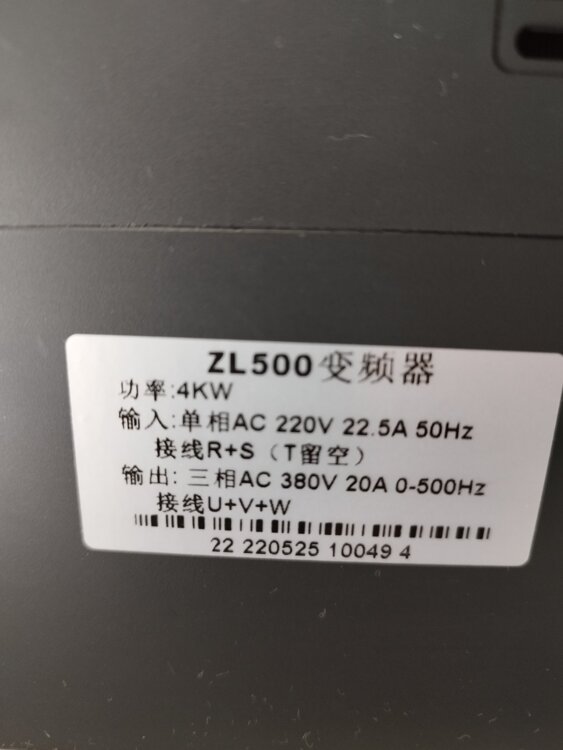 ZL500变频器
功率:4KW
输入:单相AC 220V 22.5A 50Hz
接线R+S（T留空）
输出: 三相AC 380V 20A 0-500Hz
接线U+V+W
22 220525 10049 4